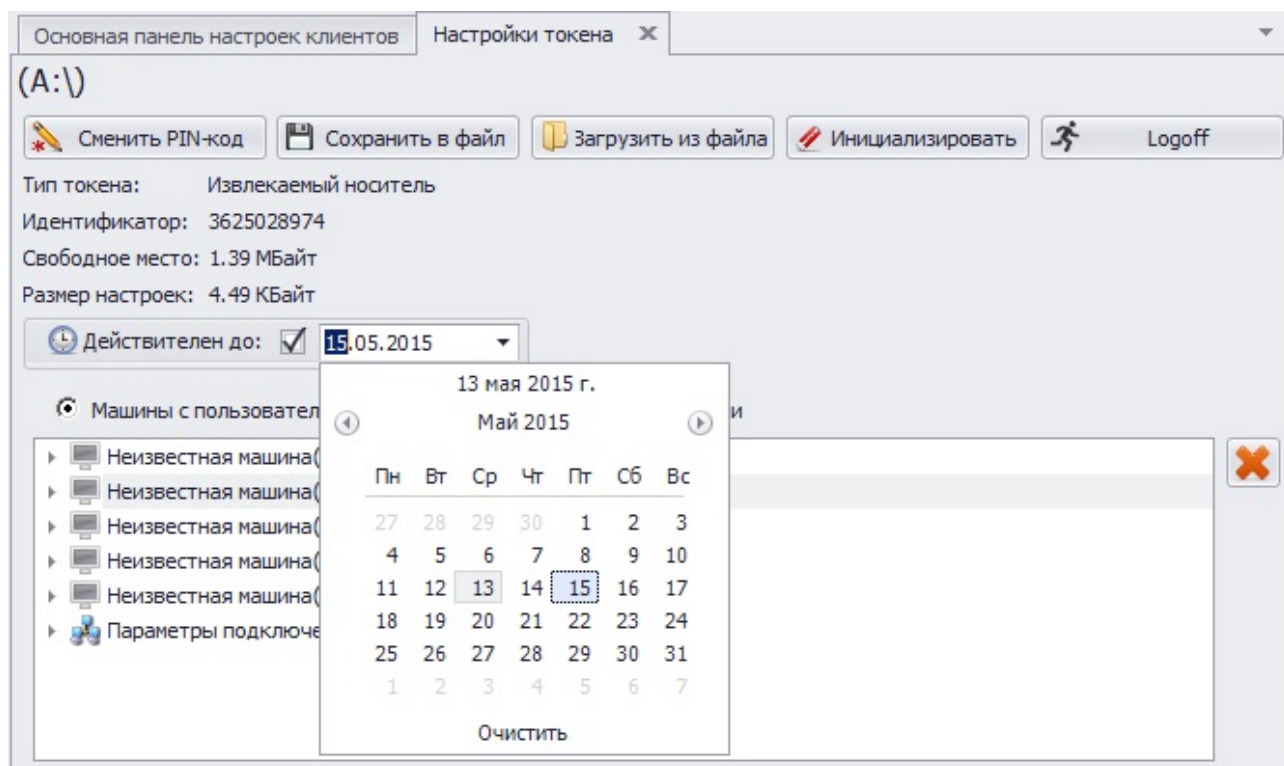 Основная панель настроек клиентов Настройки токена
(A:\)
Сменить PIN-код Сохранить в файл Загрузить из файла Инициализировать Logoff
Тип токена: Извлекаемый носитель
Идентификатор: 3625028974
Свободное место: 1.39 МБайт
Размер настроек: 4.49 КБайт
Действителен до: 15.05.2015
13 мая 2015 г.
Машины с пользовател и
Май 2015
Неизвестная машина(
Пн Вт Ср Чт Пт Сб Вс
Неизвестная машина(
27 28 29 30 1 2 3
Неизвестная машина(
4 5 6 7 8 9 10
Неизвестная машина(
11 12 13 14 15 16 17
Неизвестная машина(
18 19 20 21 22 23 24
Параметры подключе
25 26 27 28 29 30 31
1 2 3 4 5 6 7
Очистить